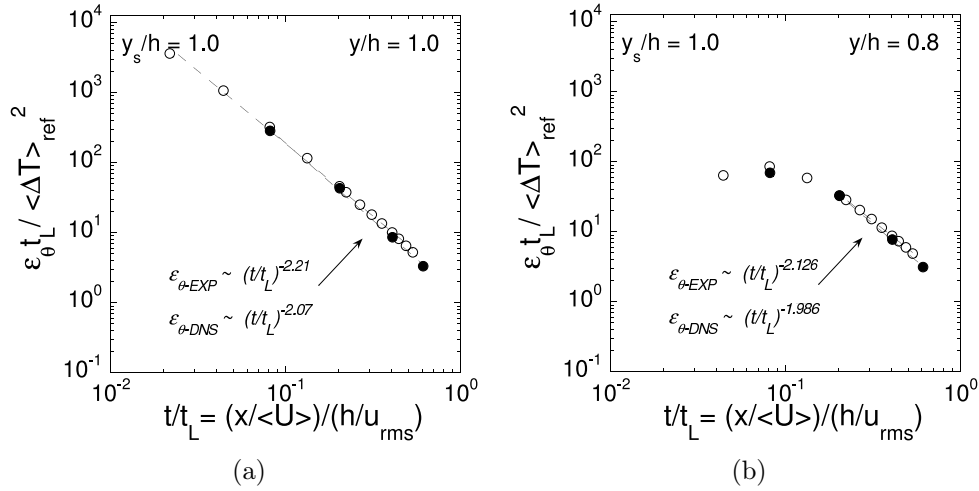 y_s/h = 1.0 y/h = 1.0
ε_θ t_L / <ΔT>_ref^2
10^4
10^3
10^2
10^1
10^0
10^-1
ε_θ-EXP ~ (t/t_L)^-2.21
ε_θ-DNS ~ (t/t_L)^-2.07
10^-2 10^-1 10^0
t/t_L = (x/<U>)/(h/u_rms)
(a)
y_s/h = 1.0 y/h = 0.8
ε_θ t_L / <ΔT>_ref^2
10^4
10^3
10^2
10^1
10^0
10^-1
ε_θ-EXP ~ (t/t_L)^-2.126
ε_θ-DNS ~ (t/t_L)^-1.986
10^-2 10^-1 10^0
t/t_L = (x/<U>)/(h/u_rms)
(b)